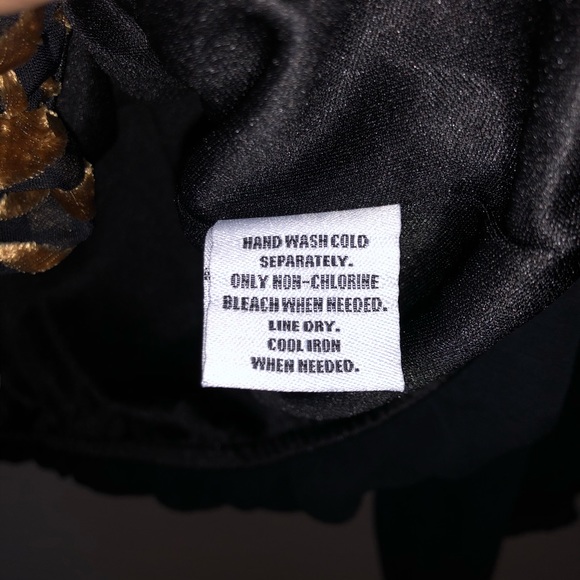 HAND WASH COLD
SEPARATELY.
ONLY NON-CHLORINE
BLEACH WHEN NEEDED.
LINE DRY.
COOL IRON
WHEN NEEDED.